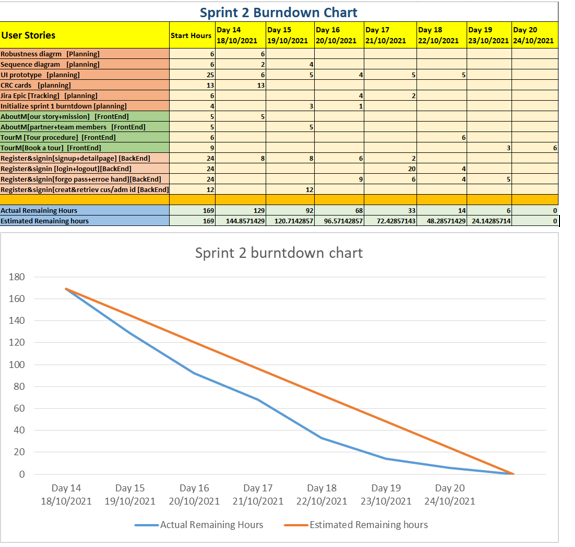 Sprint 2 Burndown Chart
User Stories Start Hours Day 14 18/10/2021 Day 15 19/10/2021 Day 16 20/10/2021 Day 17 21/10/2021 Day 18 22/10/2021 Day 19 23/10/2021 Day 20 24/10/2021
Robustness diagrm [Planning] 6 6
Sequence diagram [planning] 6 2 4
UI prototype [planning] 25 6 5 4 5 5
CRC cards [planning] 13 13
Jira Epic [Tracking] [planning] 6 4 2
Initialize sprint 1 burntdown [planning] 4 3 1
AboutM[our story+mission] [FrontEnd] 5 5
AboutM[partner+team members [FrontEnd] 5 5
TourM [Tour procedure] [FrontEnd] 6 6
TourM[Book a tour] [FrontEnd] 9 3 6
Register&signin[signup+detailpage] [BackEnd] 24 8 8 6 2
Register&signin [login+logout][BackEnd] 24 20 4
Register&signin[forgo pass+erroe hand][BackEnd] 24 9 6 4 5
Register&signin[creat&retriev cus/adm id [BackEnd] 12 12
Actual Remaining Hours 169 129 92 68 33 14 6 0
Estimated Remaining hours 169 144.8571429 120.7142857 96.57142857 72.42857143 48.28571429 24.14285714 0
Sprint 2 burntdown chart
180
160
140
120
100
80
60
40
20
0
Day 14 Day 15 Day 16 Day 17 Day 18 Day 19 Day 20
18/10/2021 19/10/2021 20/10/2021 21/10/2021 22/10/2021 23/10/2021 24/10/2021
Actual Remaining Hours Estimated Remaining hours